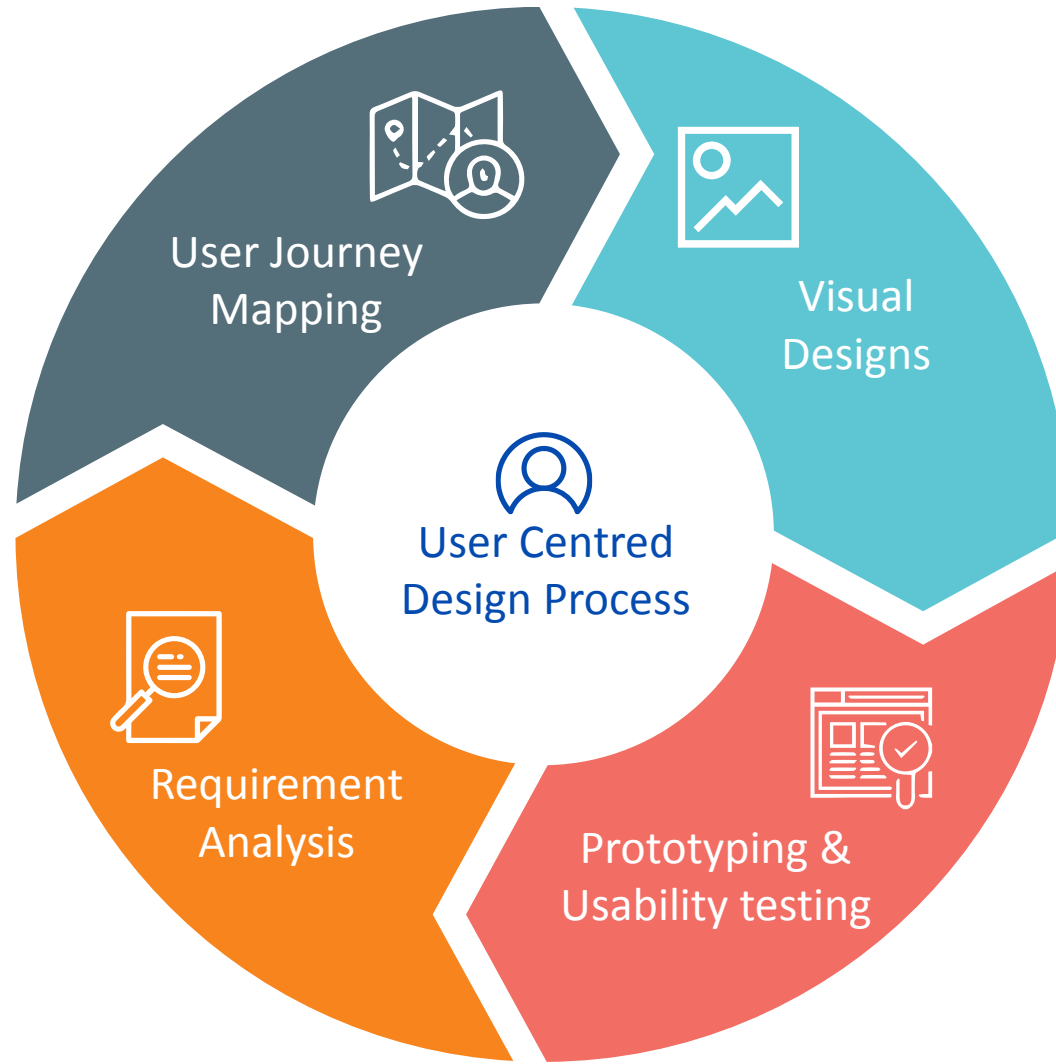 User Journey
Mapping
Visual
Designs
User Centred
Design Process
Requirement
Analysis
Prototyping &
Usability testing